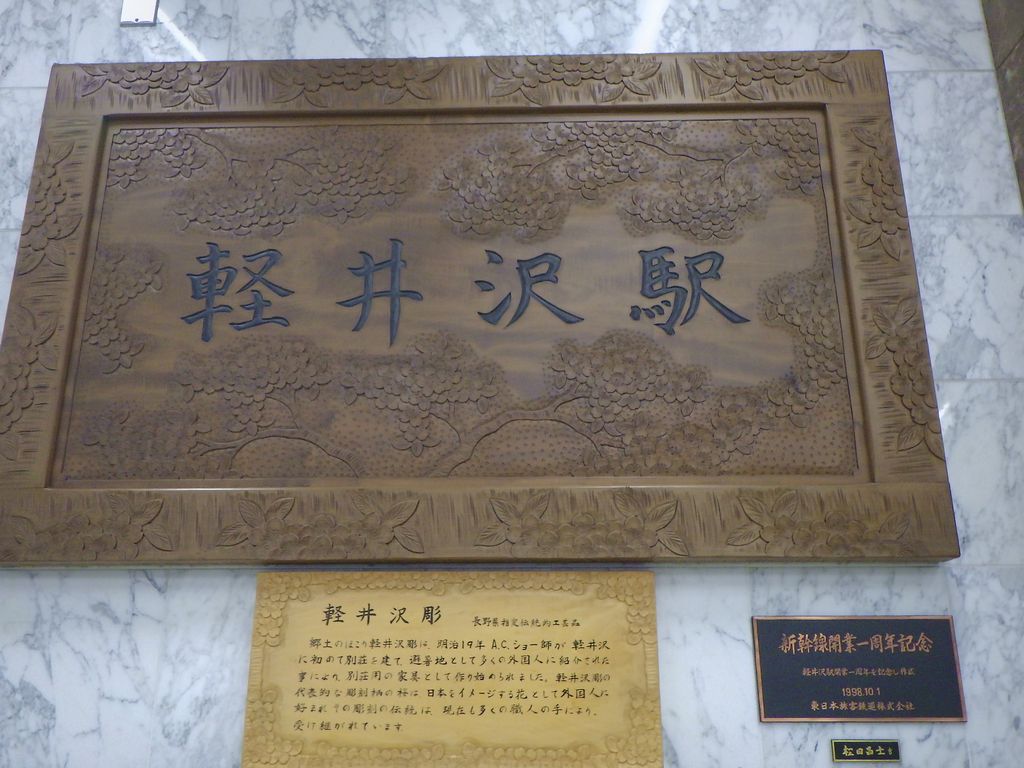 軽井沢駅
軽井沢彫 長野県指定伝統的工芸品
郷土のほこり軽井沢彫は、明治19年 A.C.ショー師が 軽井沢
に初めて別荘を建て、避暑地として多くの外国人に紹介された
事により、別荘用の家具として作り始められました。軽井沢彫の
代表的な彫刻柄の桜は、日本をイメージする花として外国人に
好まれ その彫刻の伝統は、現在も多くの職人の手により、
受け継がれています。
新幹線開業一周年記念
軽井沢駅開業一周年を記念し作成
1998.10.1
東日本旅客鉄道株式会社